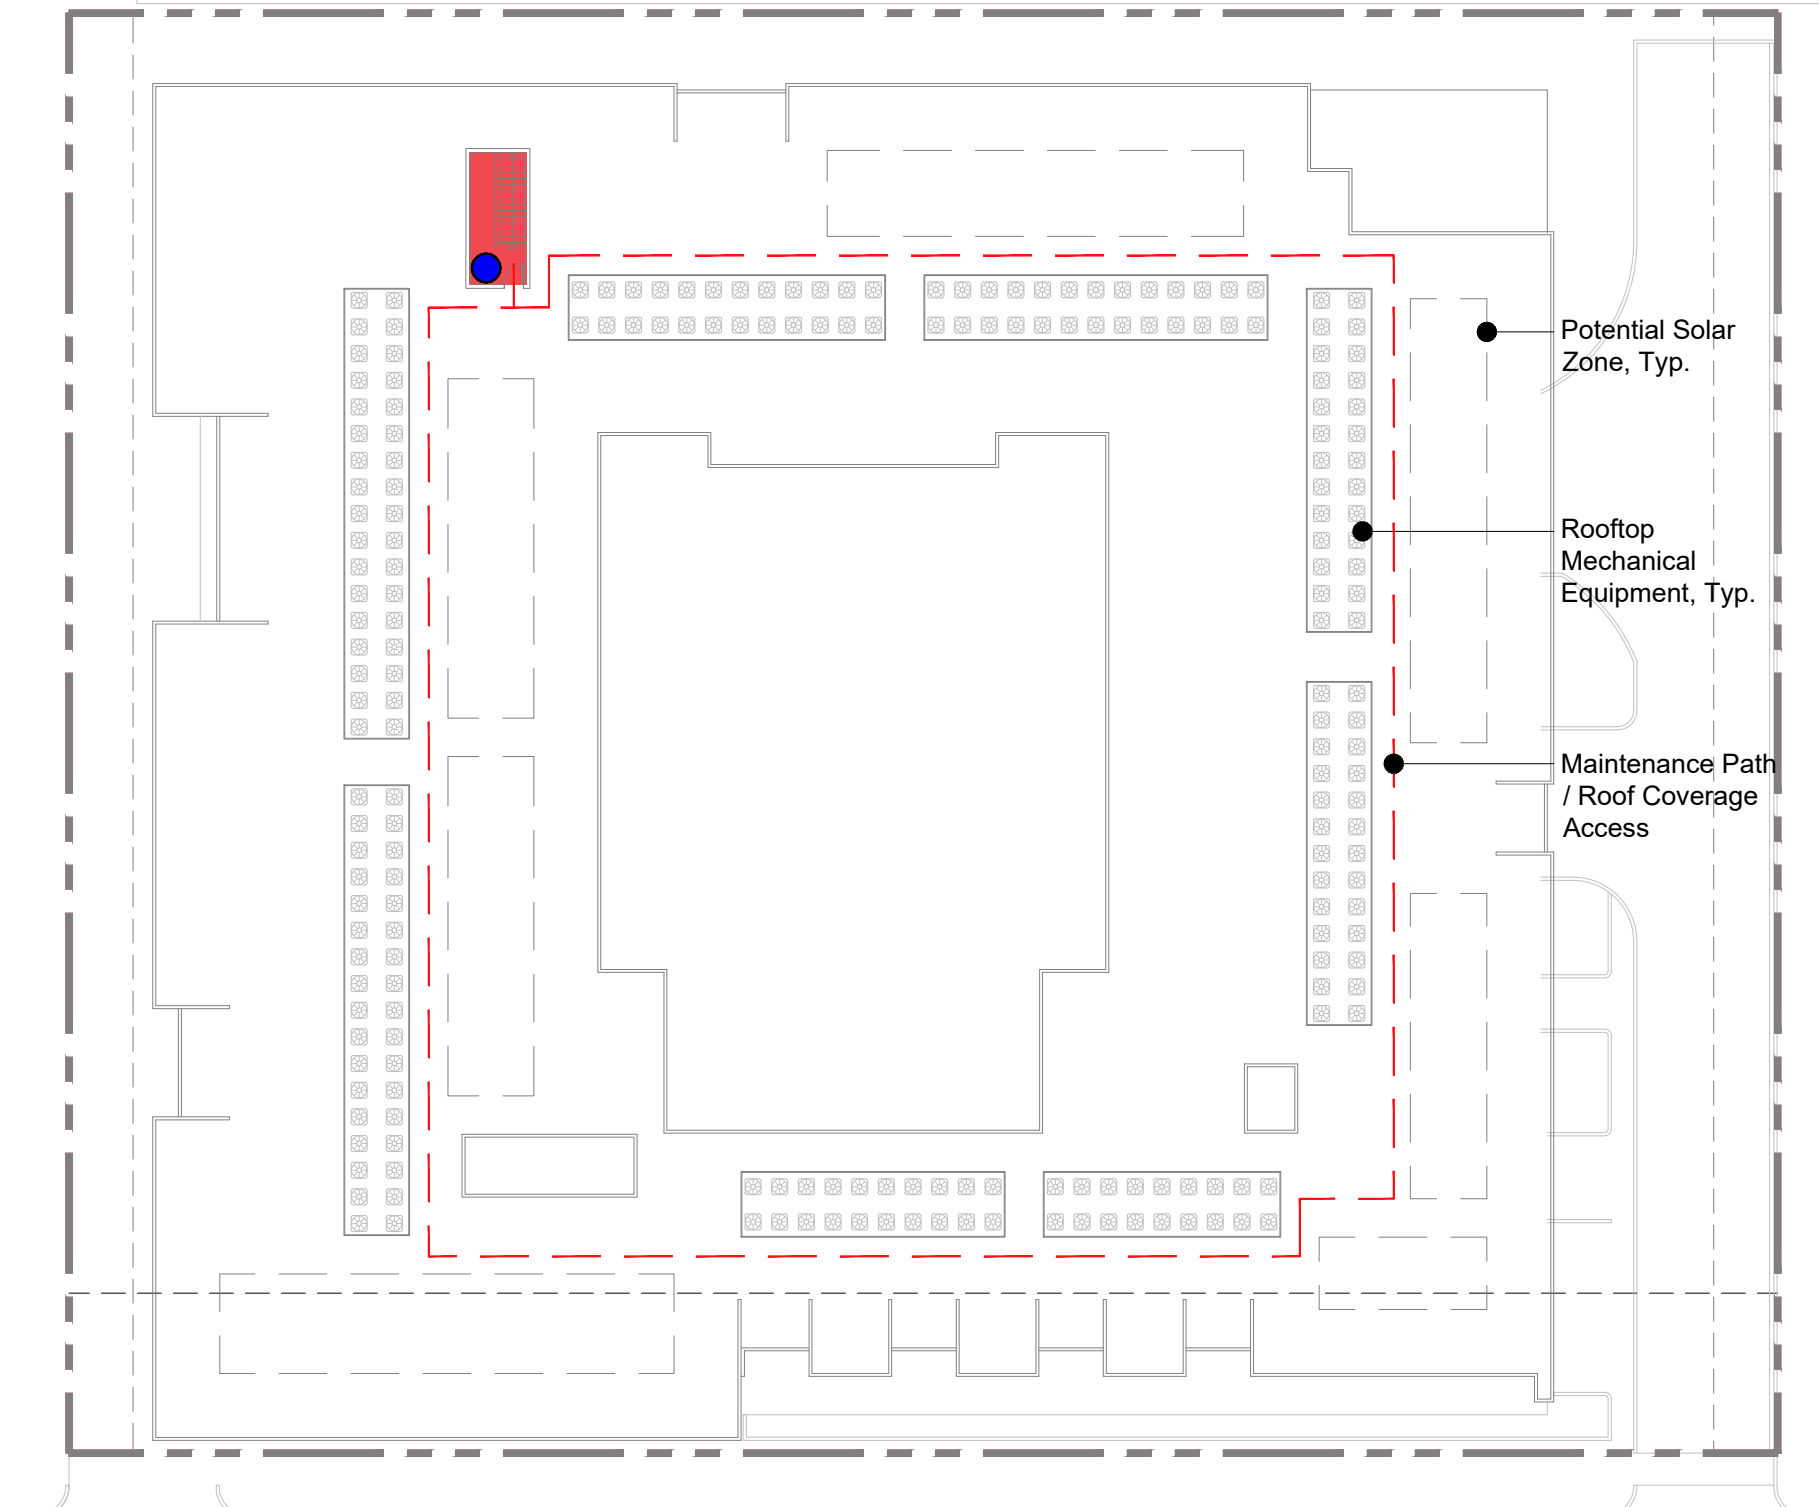 Potential Solar
Zone, Typ.
Rooftop
Mechanical
Equipment, Typ.
Maintenance Path
/ Roof Coverage
Access